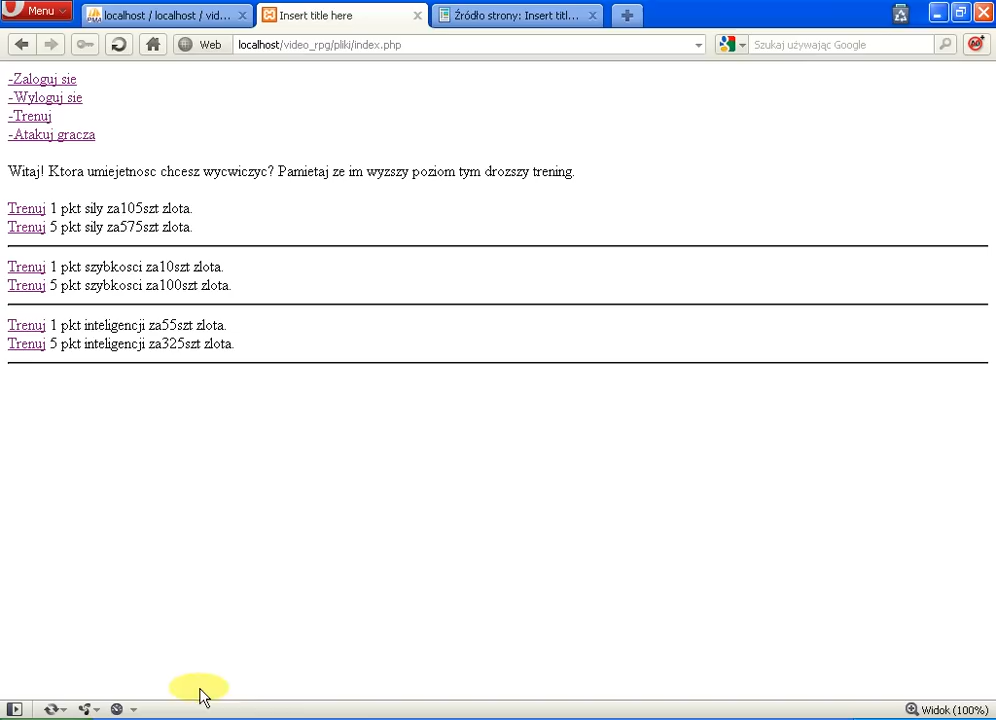 Menu
localhost / localhost / vid...
Insert title here
Źródło strony: Insert titl...
Web
localhost/video_rpg/pliki/index.php
Szukaj używając Google
-Zaloguj sie
-Wyloguj sie
-Trenuj
-Atakuj gracza
Witaj! Ktora umiejetnosc chcesz wycwiczyc? Pamietaj ze im wyzszy poziom tym drozszy trening.
Trenuj 1 pkt sily za105szt zlota.
Trenuj 5 pkt sily za575szt zlota.
Trenuj 1 pkt szybkosci za10szt zlota.
Trenuj 5 pkt szybkosci za100szt zlota.
Trenuj 1 pkt inteligencji za55szt zlota.
Trenuj 5 pkt inteligencji za325szt zlota.
Widok (100%)